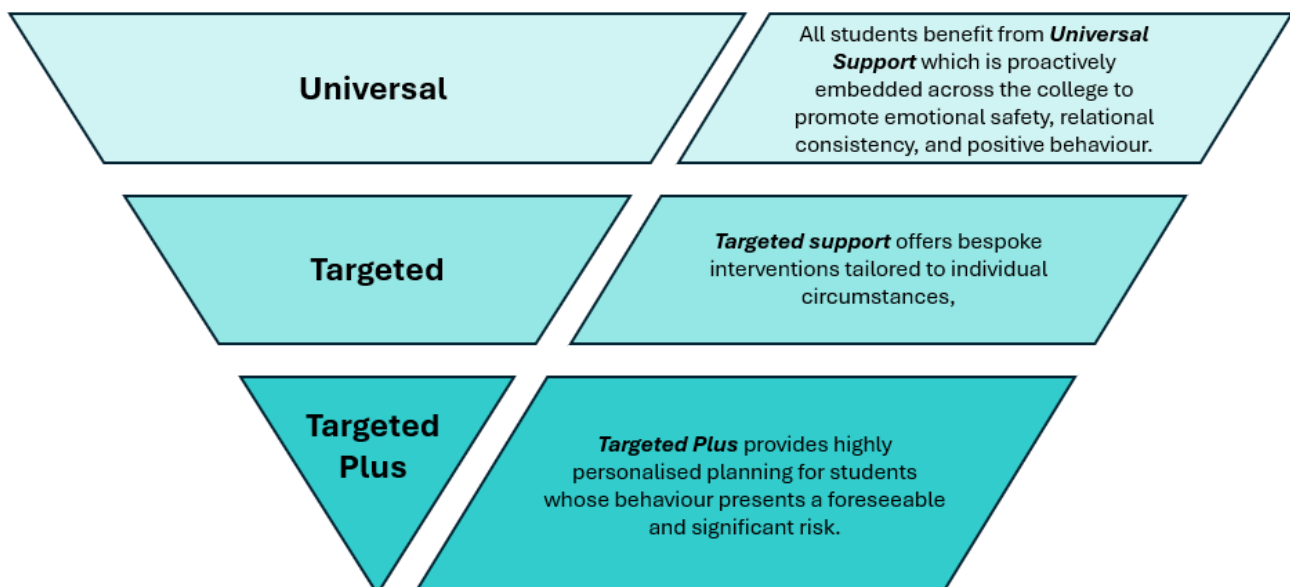 Universal
All students benefit from Universal
Support which is proactively
embedded across the college to
promote emotional safety, relational
consistency, and positive behaviour.
Targeted
Targeted support offers bespoke
interventions tailored to individual
circumstances,
Targeted
Plus
Targeted Plus provides highly
personalised planning for students
whose behaviour presents a foreseeable
and significant risk.